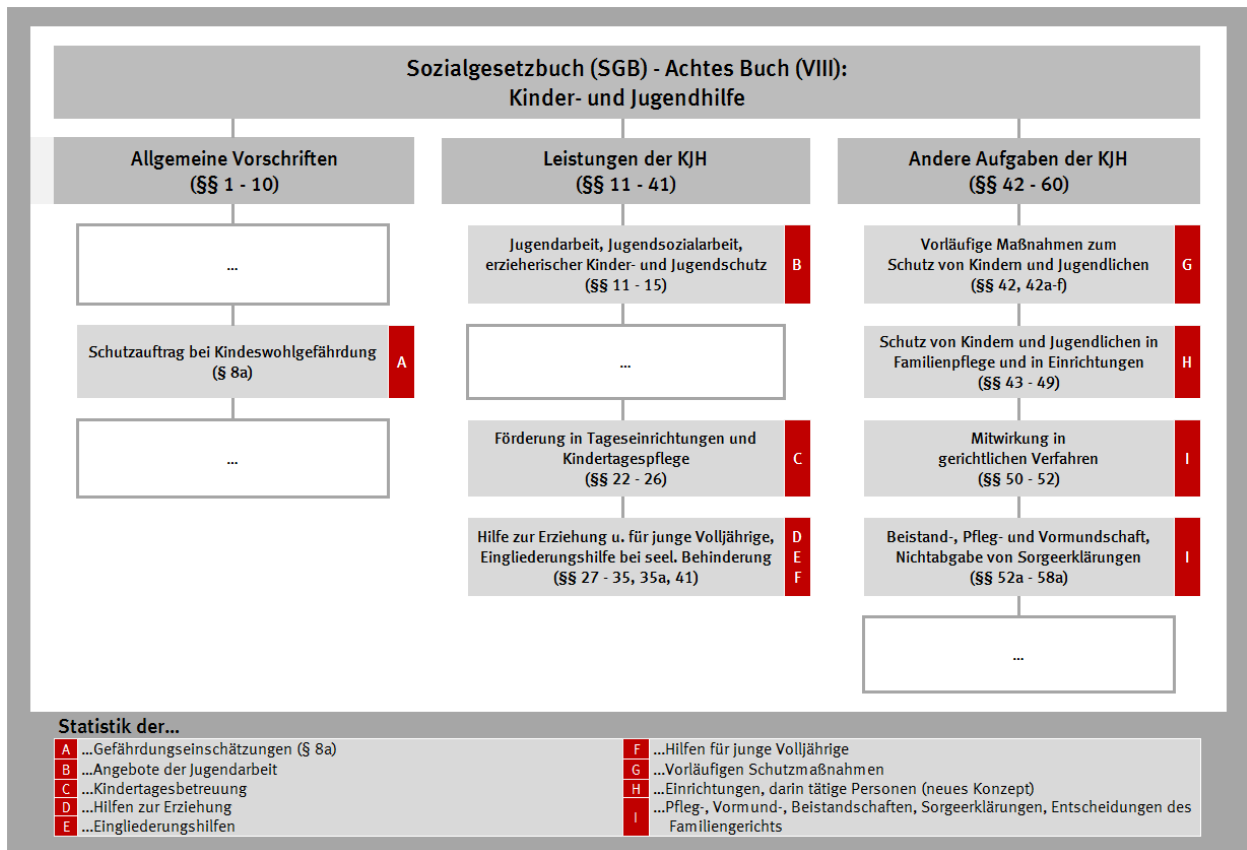 Sozialgesetzbuch (SGB) - Achtes Buch (VIII):
Kinder- und Jugendhilfe
Allgemeine Vorschriften
(§§ 1 - 10)
...
Schutzauftrag bei Kindeswohlgefährdung
(§ 8a)
A
...
Leistungen der KJH
(§§ 11 - 41)
Jugendarbeit, Jugendsozialarbeit,
erzieherischer Kinder- und Jugendschutz
(§§ 11 - 15)
B
...
Förderung in Tageseinrichtungen und
Kindertagespflege
(§§ 22 - 26)
C
Hilfe zur Erziehung u. für junge Volljährige,
Eingliederungshilfe bei seel. Behinderung
(§§ 27 - 35, 35a, 41)
D
E
F
Andere Aufgaben der KJH
(§§ 42 - 60)
Vorläufige Maßnahmen zum
Schutz von Kindern und Jugendlichen
(§§ 42, 42a-f)
G
Schutz von Kindern und Jugendlichen in
Familienpflege und in Einrichtungen
(§§ 43 - 49)
H
Mitwirkung in
gerichtlichen Verfahren
(§§ 50 - 52)
I
Beistand-, Pfleg- und Vormundschaft,
Nichtabgabe von Sorgeerklärungen
(§§ 52a - 58a)
I
...
Statistik der...
A ...Gefährdungseinschätzungen (§ 8a)
B ...Angebote der Jugendarbeit
C ...Kindertagesbetreuung
D ...Hilfen zur Erziehung
E ...Eingliederungshilfen
F ...Hilfen für junge Volljährige
G ...Vorläufigen Schutzmaßnahmen
H ...Einrichtungen, darin tätige Personen (neues Konzept)
I ...Pfleg-, Vormund-, Beistandschaften, Sorgeerklärungen, Entscheidungen des
Familiengerichts